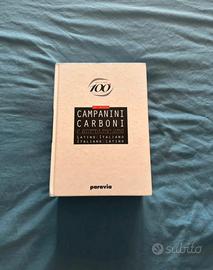 100
CAMPANINI
CARBONI
LATINO ITALIANO
ITALIANO LATINO
paravia
subito